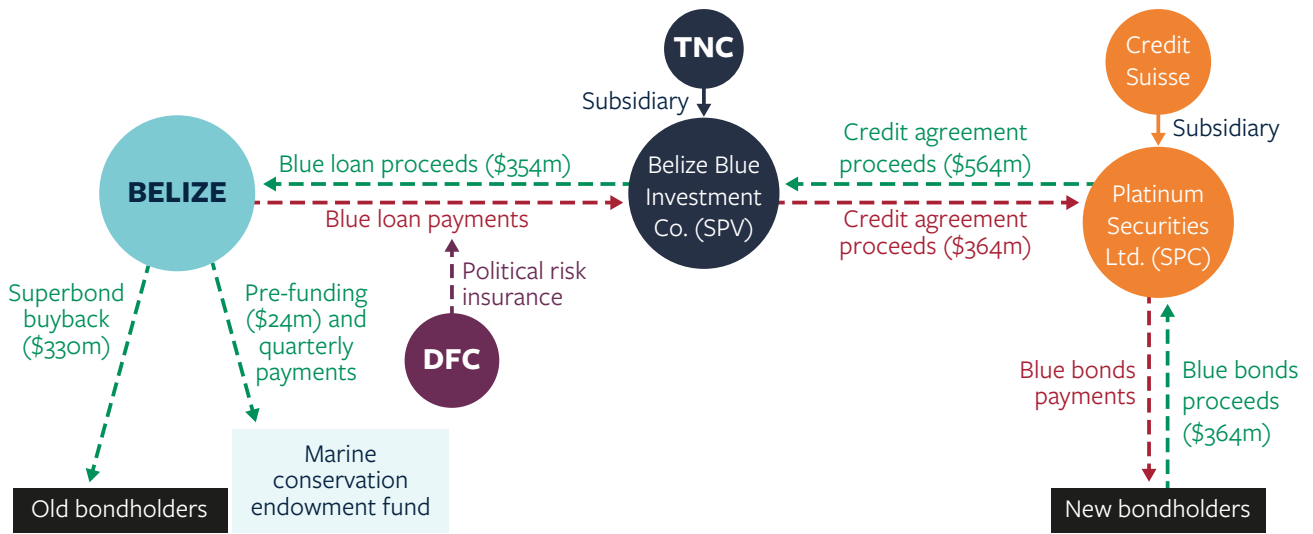 TNC
Subsidiary
Credit
Suisse
Subsidiary
BELIZE
Blue loan proceeds ($354m)
Blue loan payments
Belize Blue
Investment
Co. (SPV)
Credit agreement
proceeds ($564m)
Credit agreement
proceeds ($364m)
Platinum
Securities
Ltd. (SPC)
Superbond
buyback
($330m)
Pre-funding
($24m) and
quarterly
payments
Political risk
insurance
DFC
Blue bonds
payments
Blue bonds
proceeds
($364m)
Old bondholders
Marine
conservation
endowment fund
New bondholders